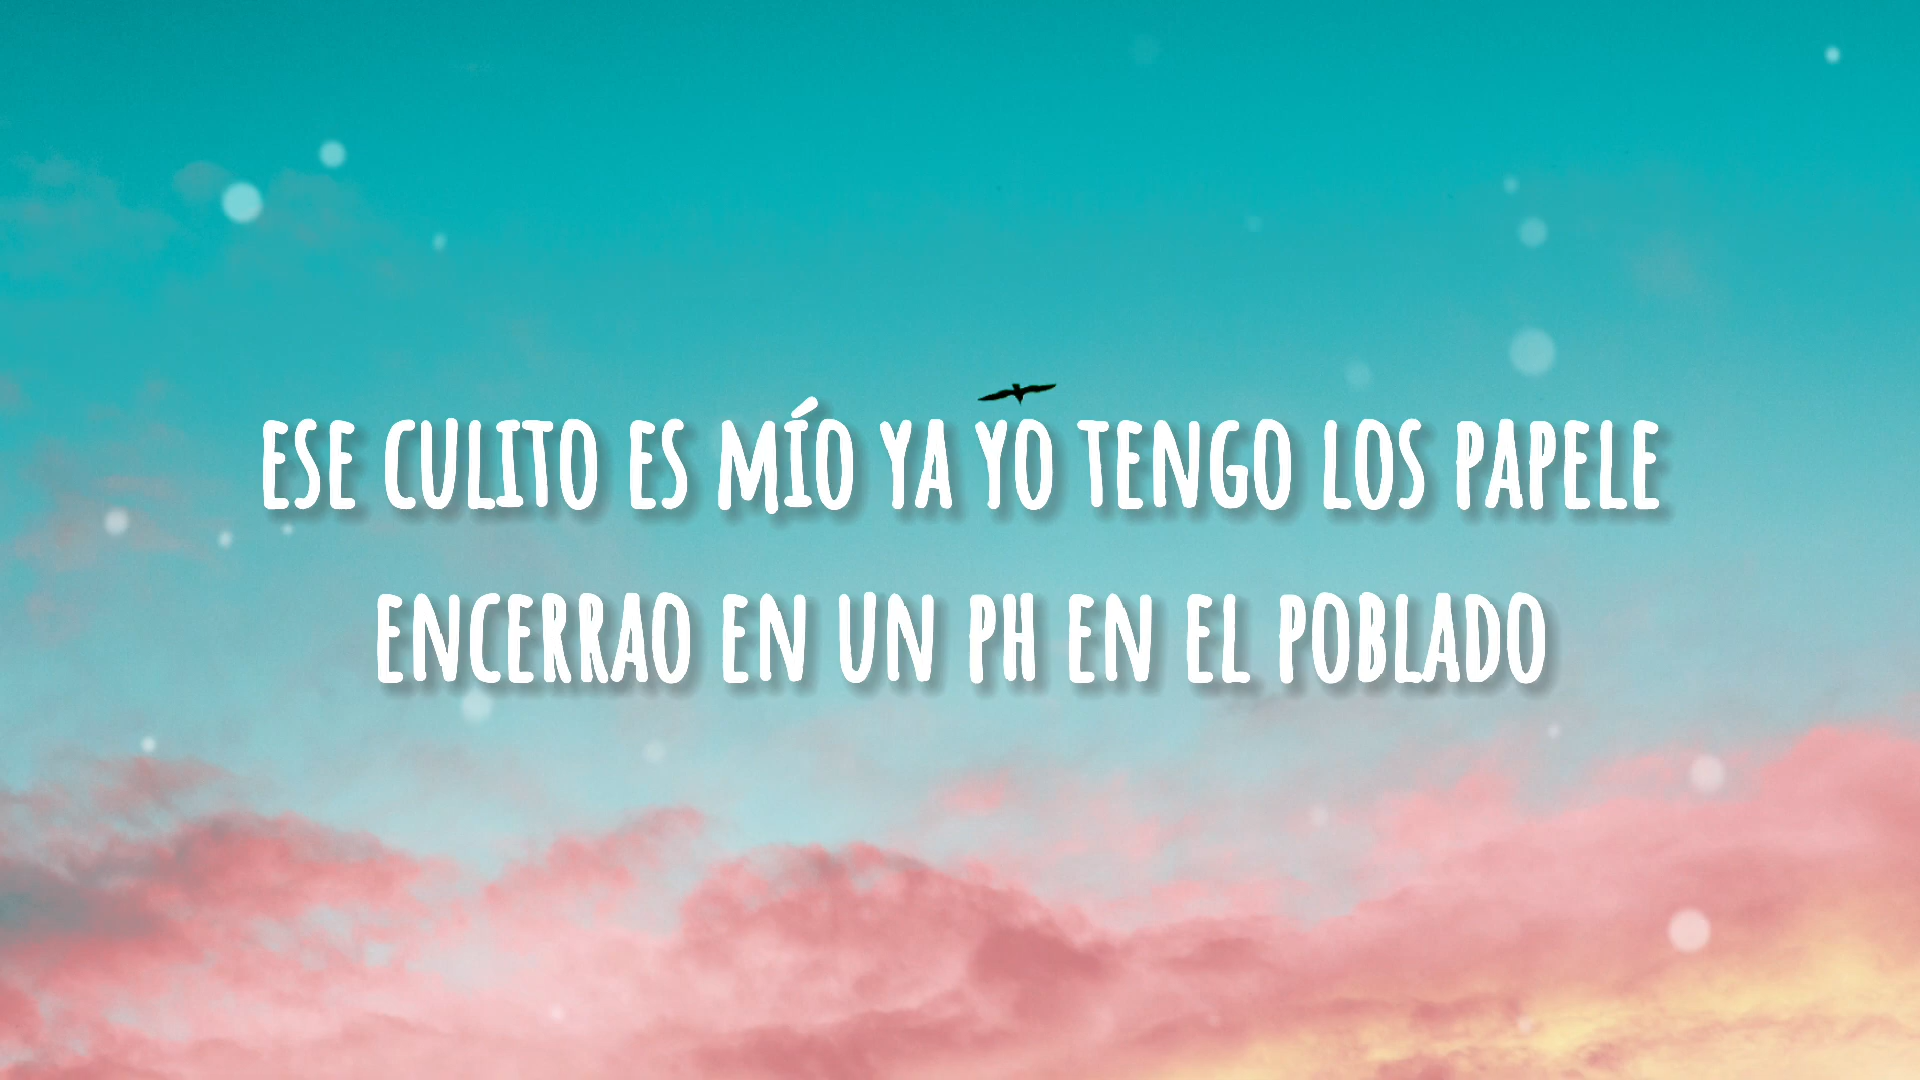 ESE CULITO ES MÍO YA YO TENGO LOS PAPELE
ENCERRAO EN UN PH EN EL POBLADO